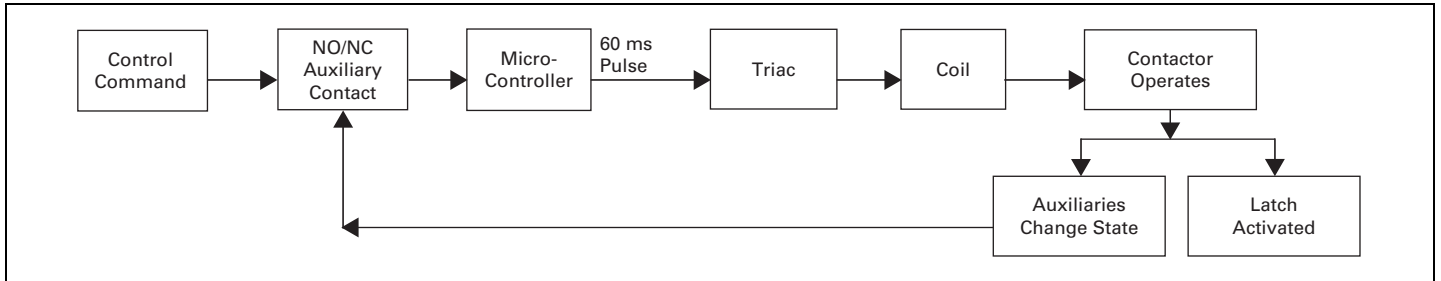 Control
Command
NO/NC
Auxiliary
Contact
Micro-
Controller
60 ms
Pulse
Triac
Coil
Contactor
Operates
Auxiliaries
Change State
Latch
Activated